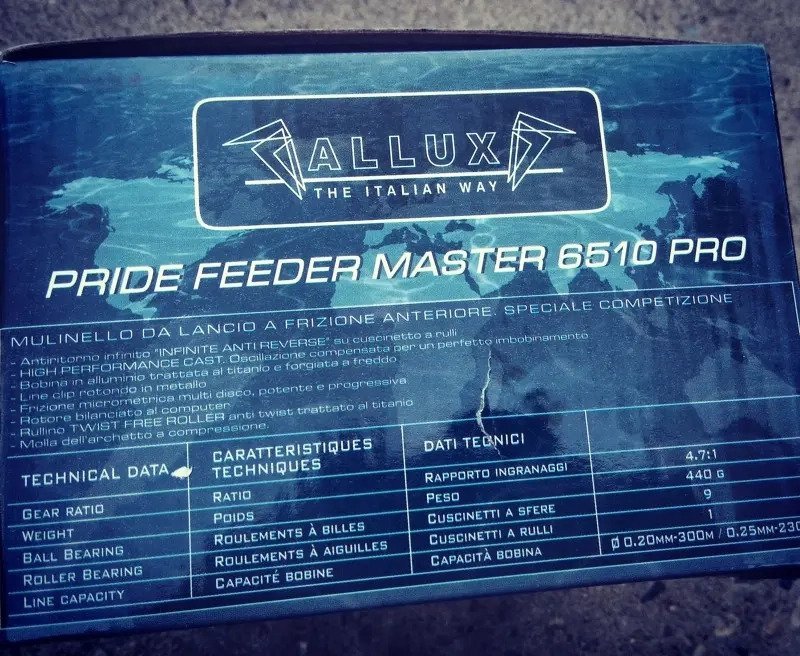 ALLUX
THE ITALIAN WAY
PRIDE FEEDER MASTER 6510 PRO
MULINELLO DA LANCIO A FRIZIONE ANTERIORE. SPECIALE COMPETIZIONE
- Antiritorno infinito "INFINITE ANTI REVERSE" su cuscinetto a rulli
- HIGH PERFORMANCE CAST. Oscillazione compensata per un perfetto imbobinamento
- Bobina in alluminio trattata al titanio e forgiata a freddo
- Line clip rotondo in metallo
- Frizione micrometrica multi disco, potente e progressiva
- Rotore bilanciato al computer
- Rullino TWIST FREE ROLLER anti twist trattato al titanio
- Molla dell'archetto a compressione.
TECHNICAL DATA CARATTERISTIQUES TECHNIQUES DATI TECNICI
GEAR RATIO RATIO RAPPORTO INGRANAGGI 4.7:1
WEIGHT POIDS PESO 440 G
BALL BEARING ROULEMENTS À BILLES CUSCINETTI A SFERE 9
ROLLER BEARING ROULEMENTS À AIGUILLES CUSCINETTI A RULLI 1
LINE CAPACITY CAPACITÉ BOBINE CAPACITÀ BOBINA Ø 0.20MM-300M / 0.25MM-230